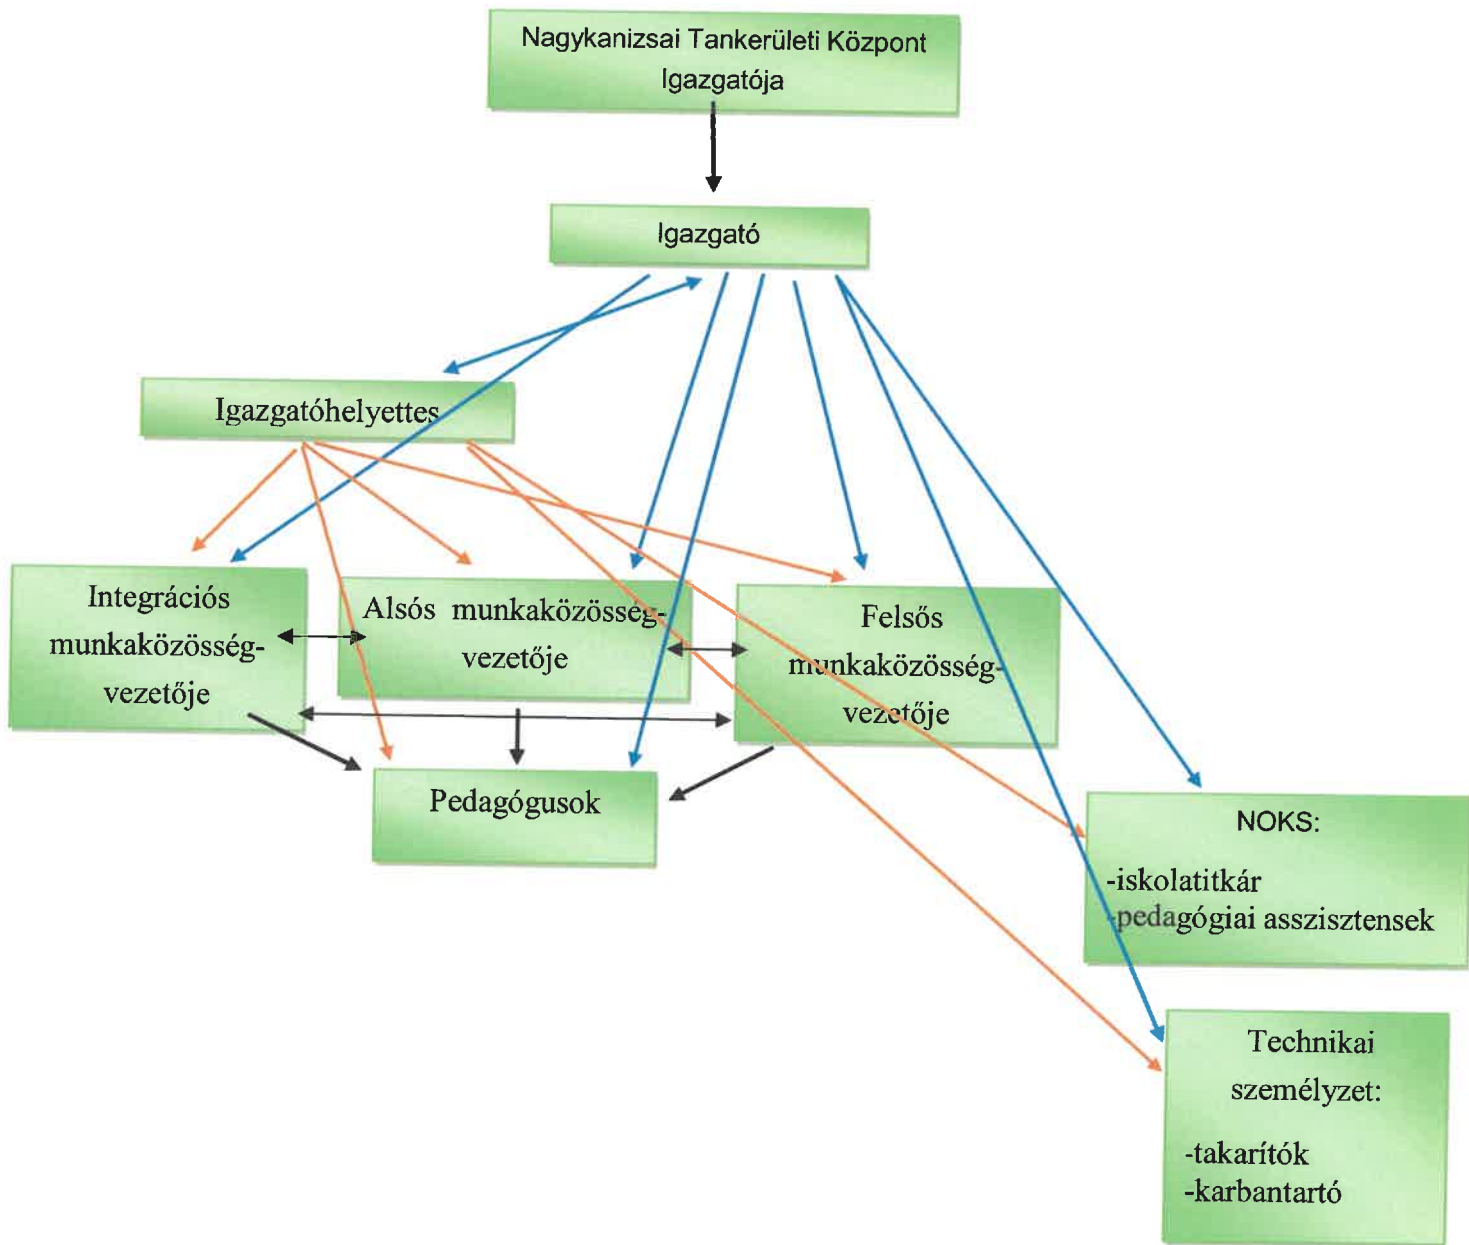 Nagykanizsai Tankerületi Központ
Igazgatója
Igazgató
Igazgatóhelyettes
Integrációs
munkaközösség-
vezetője
Alsós munkaközösség-
vezetője
Felsős
munkaközösség-
vezetője
Pedagógusok
NOKS:
-iskolatitkár
-pedagógiai asszisztensek
Technikai
személyzet:
-takarítók
-karbantartó